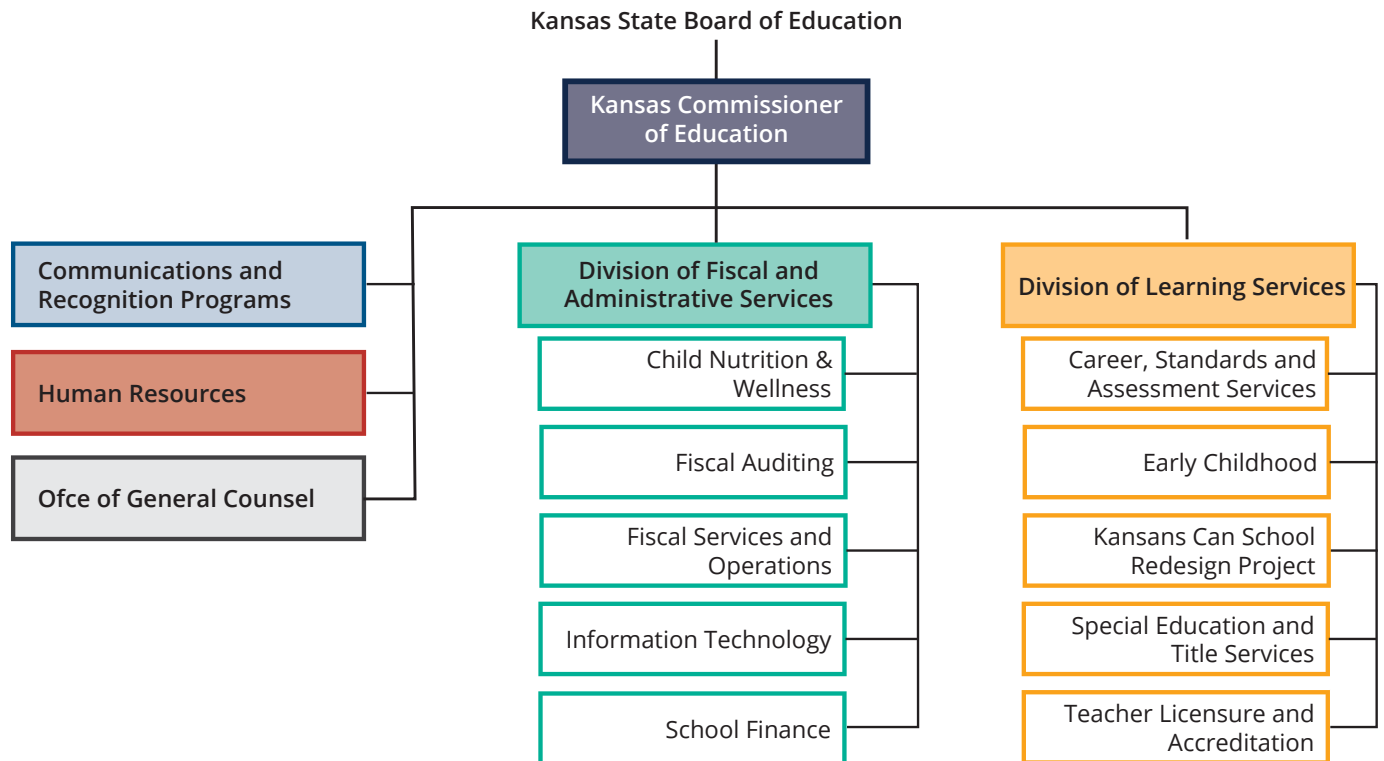 Kansas State Board of Education
Kansas Commissioner
of Education
Communications and
Recognition Programs
Human Resources
Ofce of General Counsel
Division of Fiscal and
Administrative Services
Child Nutrition &
Wellness
Fiscal Auditing
Fiscal Services and
Operations
Information Technology
School Finance
Division of Learning Services
Career, Standards and
Assessment Services
Early Childhood
Kansans Can School
Redesign Project
Special Education and
Title Services
Teacher Licensure and
Accreditation